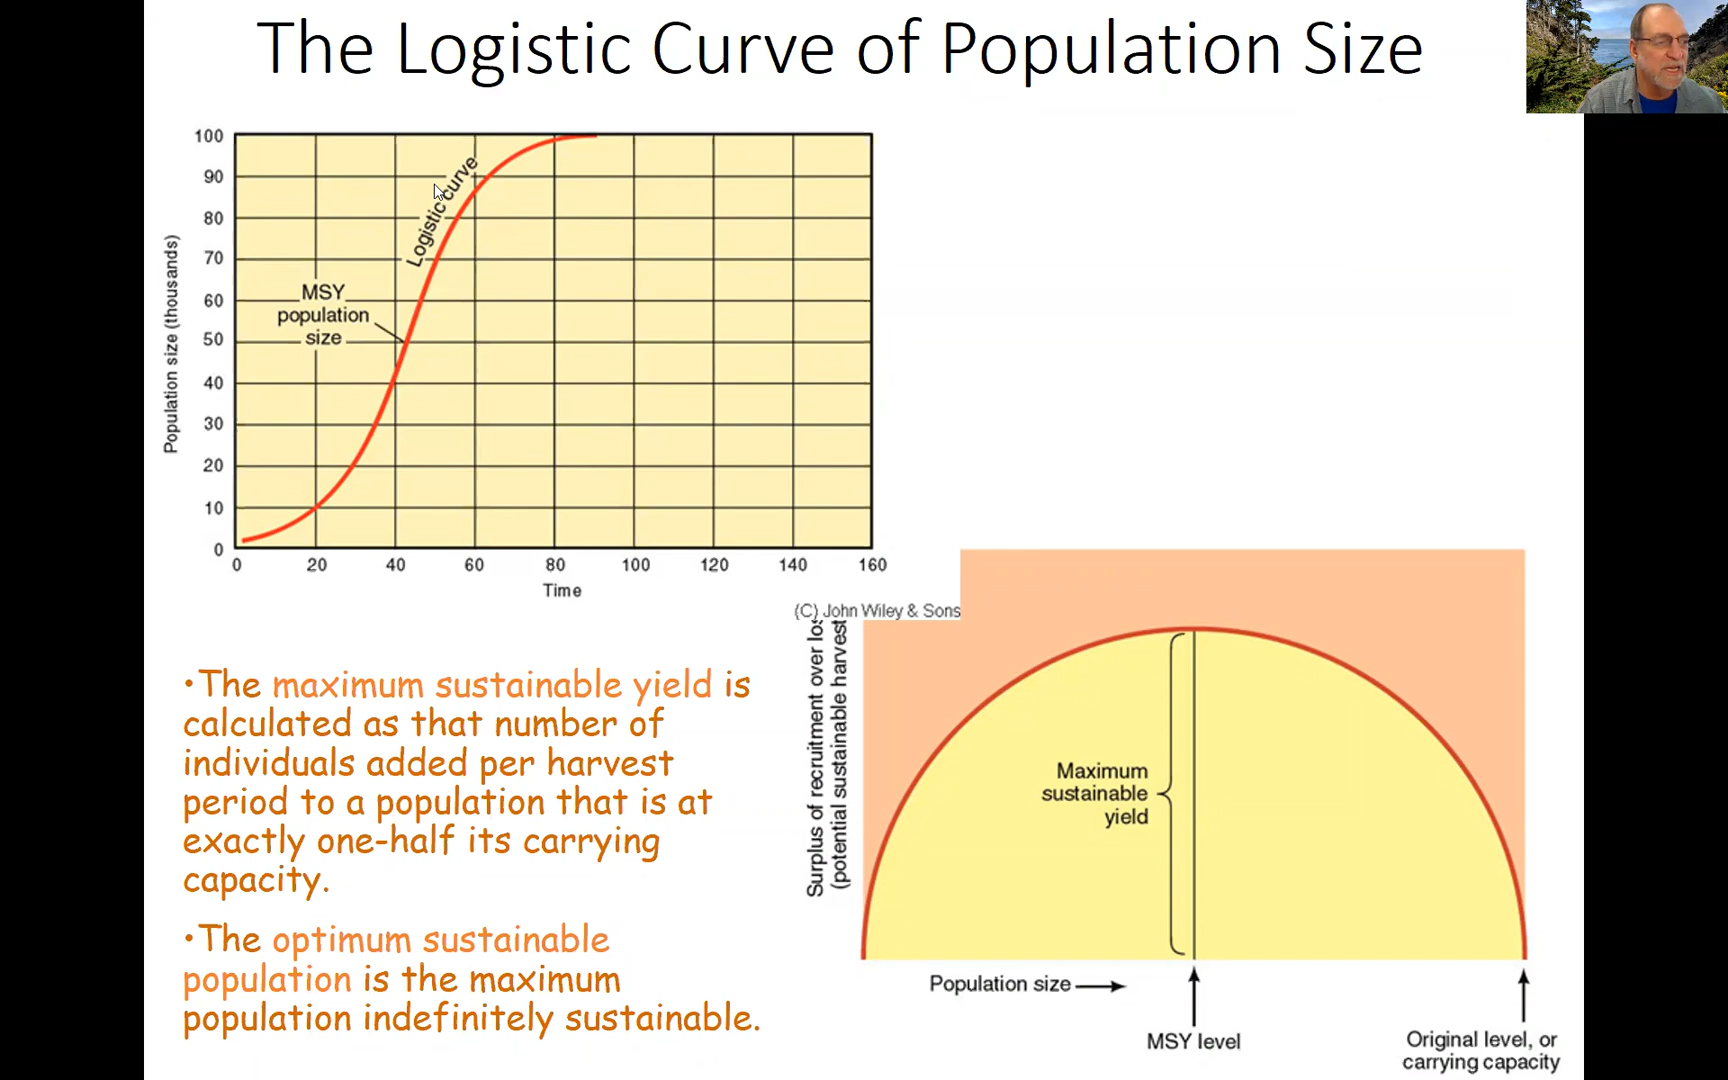 The Logistic Curve of Population Size
100
90
80
70
60
50
40
30
20
10
0
Population size (thousands)
Logistic curve
MSY
population
size
0 20 40 60 80 100 120 140 160
Time
(C) John Wiley & Sons
•The maximum sustainable yield is
calculated as that number of
individuals added per harvest
period to a population that is at
exactly one-half its carrying
capacity.
•The optimum sustainable
population is the maximum
population indefinitely sustainable.
Surplus of recruitment over
(potential sustainable harvest
Maximum
sustainable
yield
Population size
MSY level
Original level, or
carrying capacity